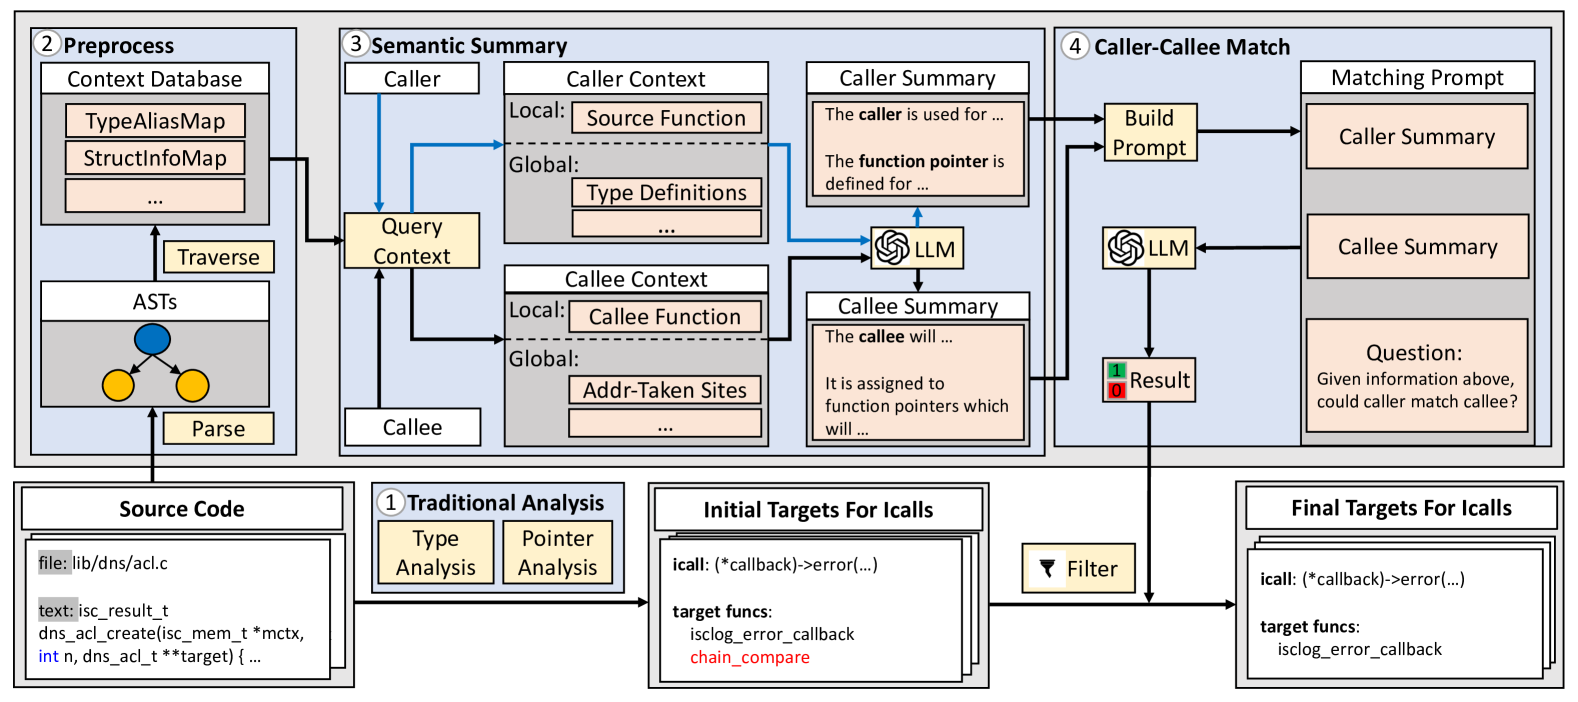 2 Preprocess
Context Database
TypeAliasMap
StructInfoMap
...
Traverse
ASTs
Parse
3 Semantic Summary
Caller
Query
Context
Callee
Caller Context
Local:
Source Function
Global:
Type Definitions
...
Callee Context
Local:
Callee Function
Global:
Addr-Taken Sites
...
Caller Summary
The caller is used for ...
The function pointer is
defined for ...
LLM
Callee Summary
The callee will ...
It is assigned to
function pointers which
will ...
4 Caller-Callee Match
Build
Prompt
LLM
1
0
Result
Matching Prompt
Caller Summary
Callee Summary
Question:
Given information above,
could caller match callee?
Source Code
file: lib/dns/acl.c
text: isc_result_t
dns_acl_create(isc_mem_t *mctx,
int n, dns_acl_t **target) { ...
1 Traditional Analysis
Type
Analysis
Pointer
Analysis
Initial Targets For Icalls
icall: (*callback)->error(...)
target funcs:
isclog_error_callback
chain_compare
Filter
Final Targets For Icalls
icall: (*callback)->error(...)
target funcs:
isclog_error_callback